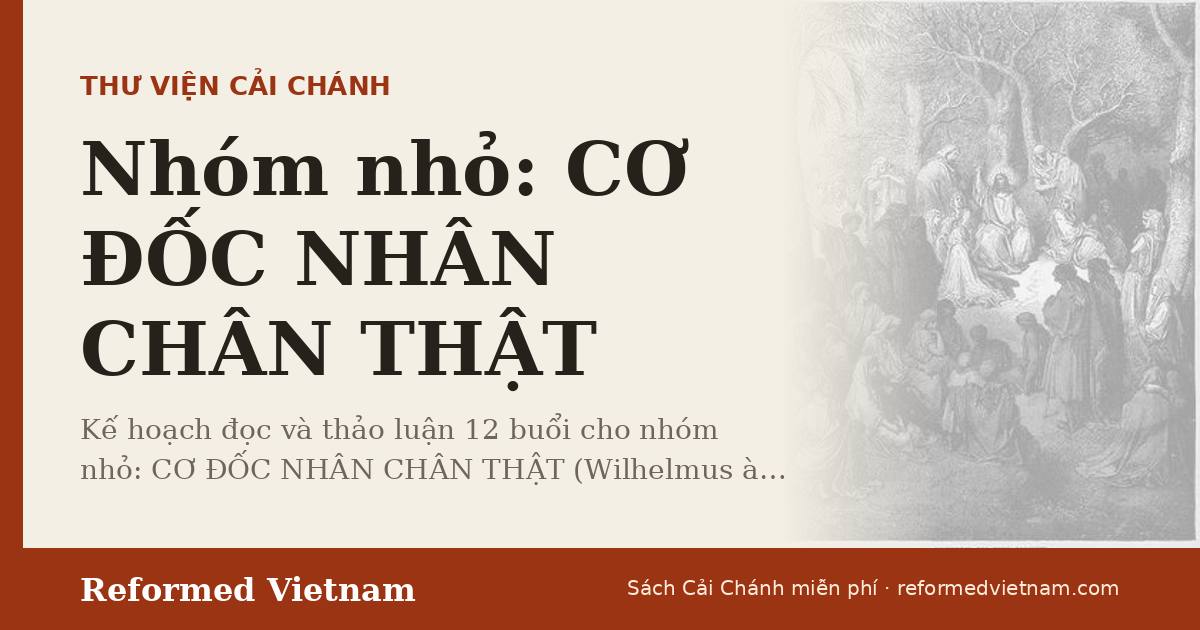 THƯ VIỆN CẢI CHÁNH
Nhóm nhỏ: CƠ
ĐỐC NHÂN
CHÂN THẬT
Kế hoạch đọc và thảo luận 12 buổi cho nhóm
nhỏ: CƠ ĐỐC NHÂN CHÂN THẬT (Wilhelmus à...
Reformed Vietnam
Sách Cải Chánh miễn phí · reformedvietnam.com